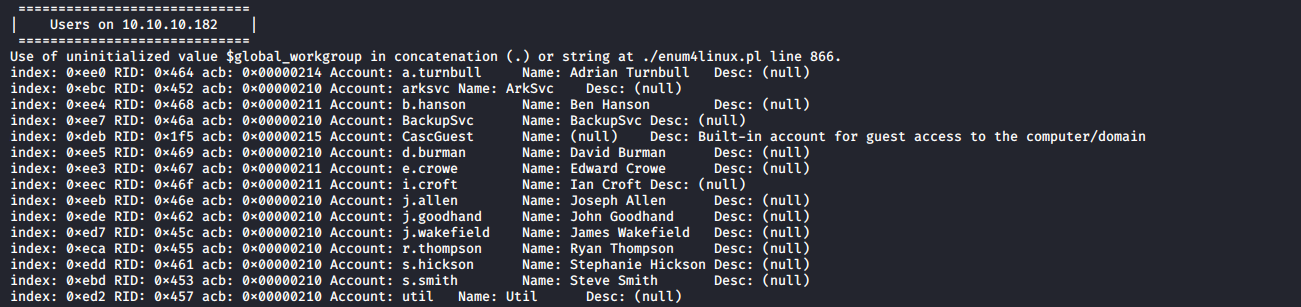 =============================
| Users on 10.10.10.182 |
=============================
Use of uninitialized value $global_workgroup in concatenation (.) or string at ./enum4linux.pl line 866.
index: 0×ee0 RID: 0×464 acb: 0×00000214 Account: a.turnbull Name: Adrian Turnbull Desc: (null)
index: 0×ebc RID: 0×452 acb: 0×00000210 Account: arksvc Name: ArkSvc Desc: (null)
index: 0×ee4 RID: 0×468 acb: 0×00000211 Account: b.hanson Name: Ben Hanson Desc: (null)
index: 0×ee7 RID: 0×46a acb: 0×00000210 Account: BackupSvc Name: BackupSvc Desc: (null)
index: 0×deb RID: 0×1f5 acb: 0×00000215 Account: CascGuest Name: (null) Desc: Built-in account for guest access to the computer/domain
index: 0×ee5 RID: 0×469 acb: 0×00000210 Account: d.burman Name: David Burman Desc: (null)
index: 0×ee3 RID: 0×467 acb: 0×00000211 Account: e.crowe Name: Edward Crowe Desc: (null)
index: 0×eec RID: 0×46f acb: 0×00000211 Account: i.croft Name: Ian Croft Desc: (null)
index: 0×eeb RID: 0×46e acb: 0×00000210 Account: j.allen Name: Joseph Allen Desc: (null)
index: 0×ede RID: 0×462 acb: 0×00000210 Account: j.goodhand Name: John Goodhand Desc: (null)
index: 0×ed7 RID: 0×45c acb: 0×00000210 Account: j.wakefield Name: James Wakefield Desc: (null)
index: 0×eca RID: 0×455 acb: 0×00000210 Account: r.thompson Name: Ryan Thompson Desc: (null)
index: 0×edd RID: 0×461 acb: 0×00000210 Account: s.hickson Name: Stephanie Hickson Desc: (null)
index: 0×ebd RID: 0×453 acb: 0×00000210 Account: s.smith Name: Steve Smith Desc: (null)
index: 0×ed2 RID: 0×457 acb: 0×00000210 Account: util Name: Util Desc: (null)